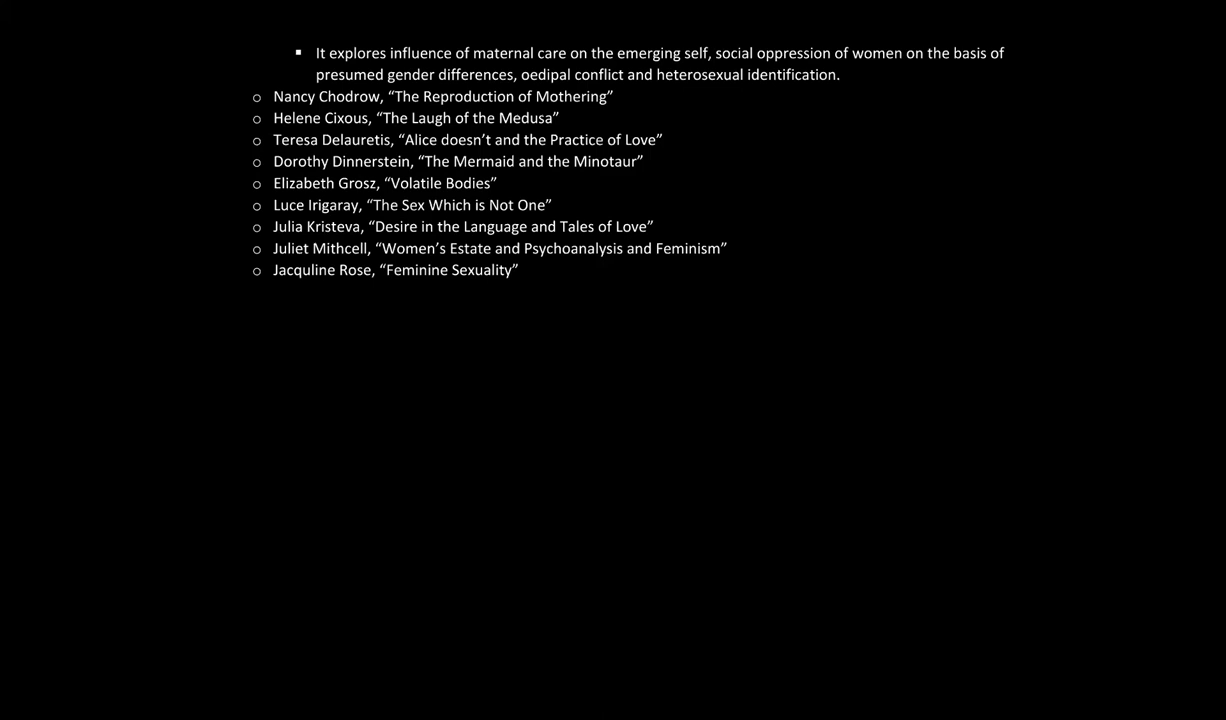 ▪ It explores influence of maternal care on the emerging self, social oppression of women on the basis of
presumed gender differences, oedipal conflict and heterosexual identification.
o Nancy Chodrow, “The Reproduction of Mothering”
o Helene Cixous, “The Laugh of the Medusa”
o Teresa Delauretis, “Alice doesn’t and the Practice of Love”
o Dorothy Dinnerstein, “The Mermaid and the Minotaur”
o Elizabeth Grosz, “Volatile Bodies”
o Luce Irigaray, “The Sex Which is Not One”
o Julia Kristeva, “Desire in the Language and Tales of Love”
o Juliet Mithcell, “Women’s Estate and Psychoanalysis and Feminism”
o Jacquline Rose, “Feminine Sexuality”